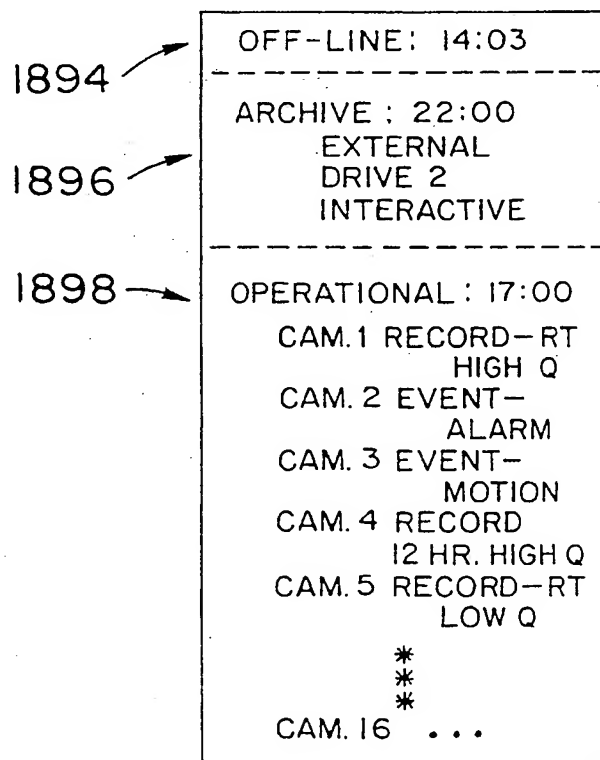 1894
OFF-LINE: 14:03
1896
ARCHIVE : 22:00
EXTERNAL
DRIVE 2
INTERACTIVE
1898
OPERATIONAL : 17:00
CAM. 1 RECORD-RT
HIGH Q
CAM. 2 EVENT-
ALARM
CAM. 3 EVENT-
MOTION
CAM. 4 RECORD
12 HR. HIGH Q
CAM. 5 RECORD-RT
LOW Q
*
*
*
CAM. 16 ...